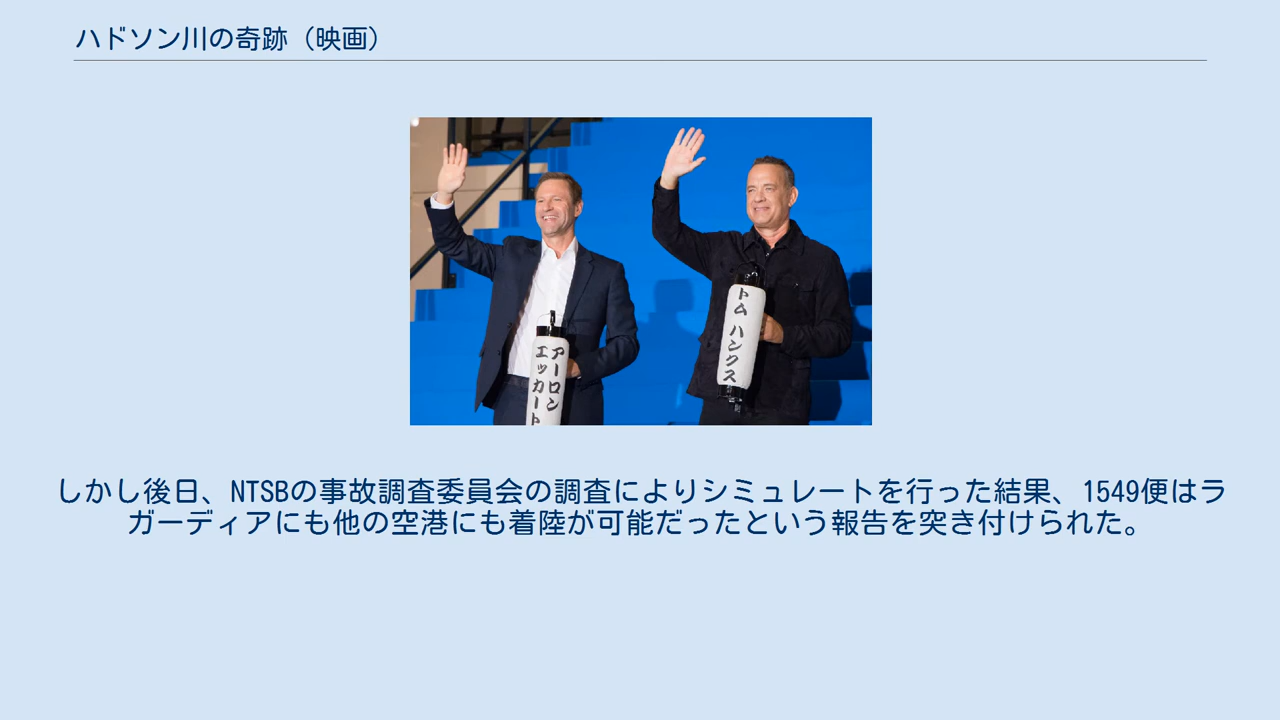 ハドソン川の奇跡（映画）
アーロン
エッカート
トム ハンクス
しかし後日、NTSBの事故調査委員会の調査によりシミュレートを行った結果、1549便はラ
ガーディアにも他の空港にも着陸が可能だったという報告を突き付けられた。